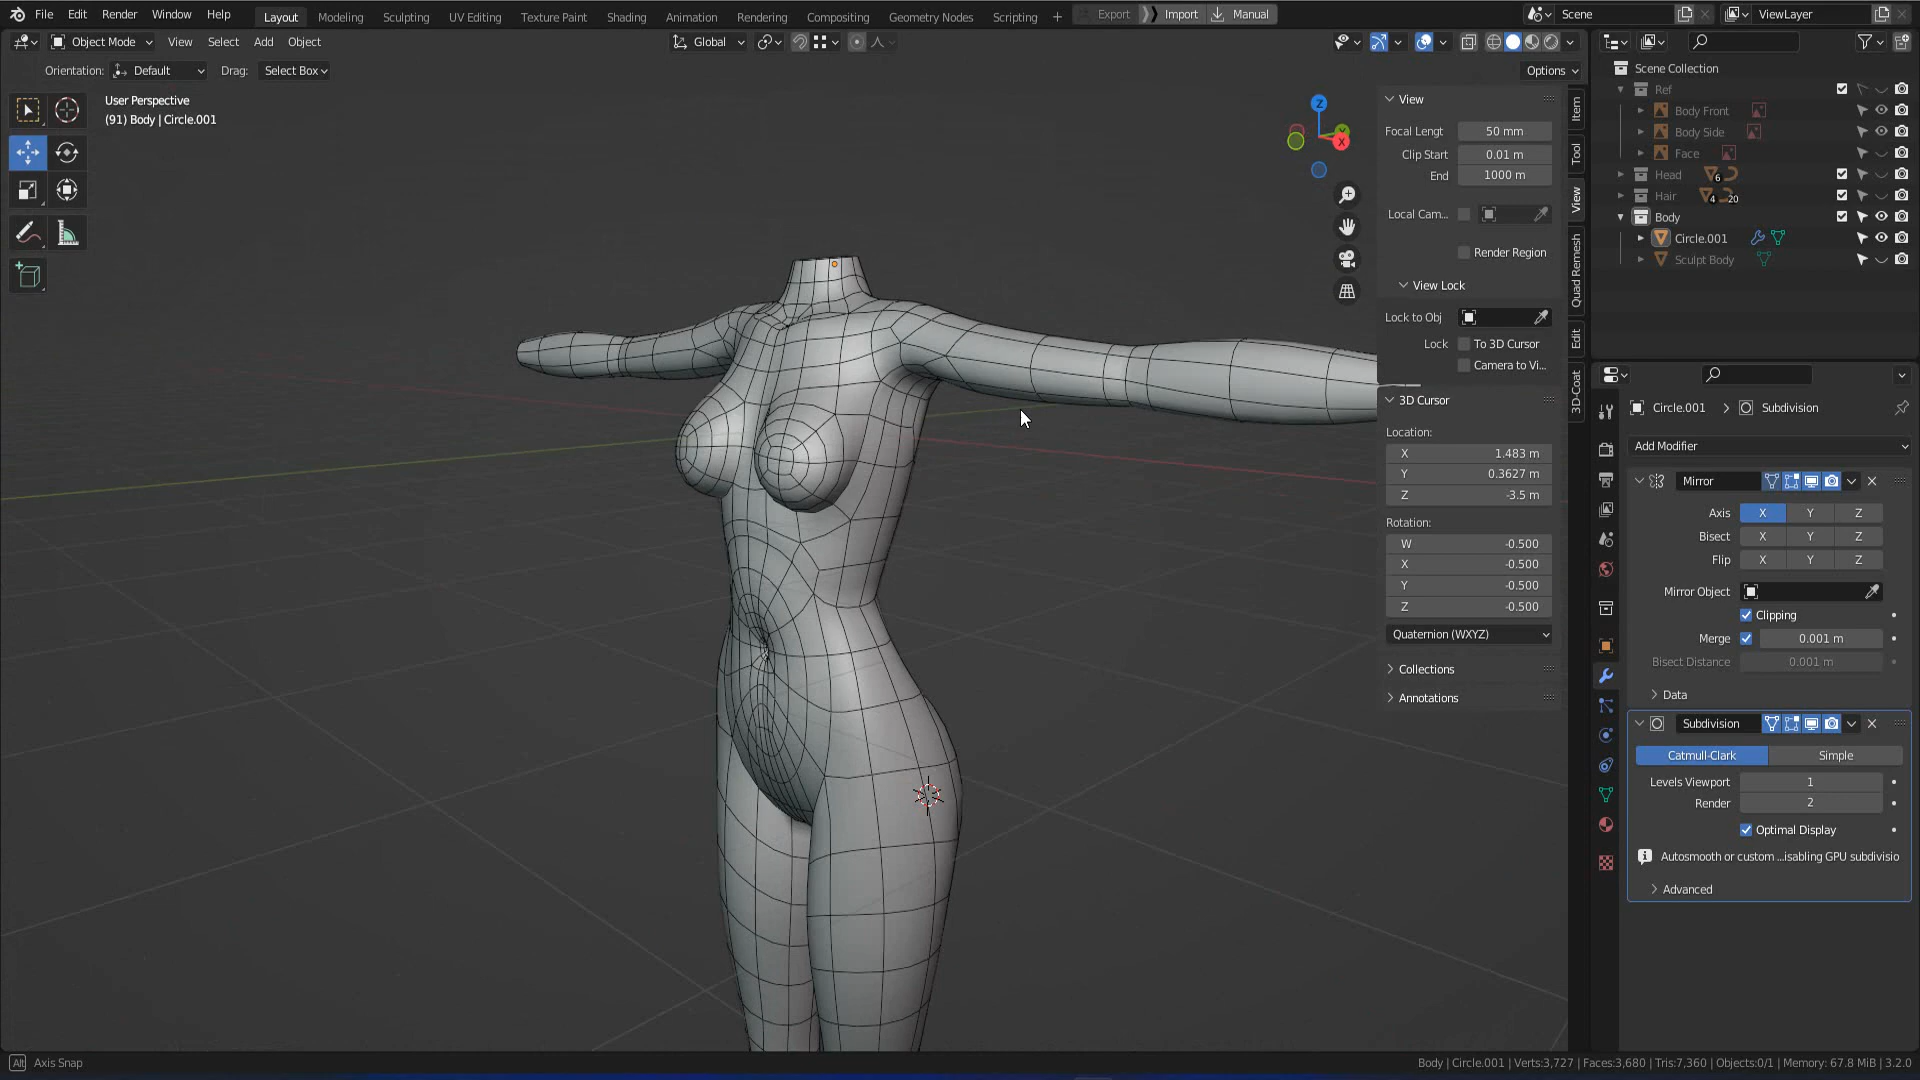 File Edit Render Window Help Layout Modeling Sculpting UV Editing Texture Paint Shading Animation Rendering Compositing Geometry Nodes Scripting + Export Import Manual Scene ViewLayer
Object Mode View Select Add Object Global
Orientation: Default Drag: Select Box Options
User Perspective
(91) Body | Circle.001
Z
X
View
Focal Lengt 50 mm
Clip Start 0.01 m
End 1000 m
Local Cam...
Render Region
View Lock
Lock to Obj
Lock To 3D Cursor
Camera to Vi...
3D Cursor
Location:
X 1.483 m
Y 0.3627 m
Z -3.5 m
Rotation:
W -0.500
X -0.500
Y -0.500
Z -0.500
Quaternion (WXYZ)
Collections
Annotations
Item
Tool
View
Quad Remesh
Edit
3D-Coat
Scene Collection
Ref
Body Front
Body Side
Face
Head 6
Hair 4 20
Body
Circle.001
Sculpt Body
Circle.001 > Subdivision
Add Modifier
Mirror
Axis X Y Z
Bisect X Y Z
Flip X Y Z
Mirror Object
Clipping
Merge 0.001 m
Bisect Distance 0.001 m
Data
Subdivision
Catmull-Clark Simple
Levels Viewport 1
Render 2
Optimal Display
Autosmooth or custom ...isabling GPU subdivisio
Advanced
Alt Axis Snap
Body | Circle.001 | Verts:3,727 | Faces:3,680 | Tris:7,360 | Objects:0/1 | Memory: 67.8 MiB | 3.2.0